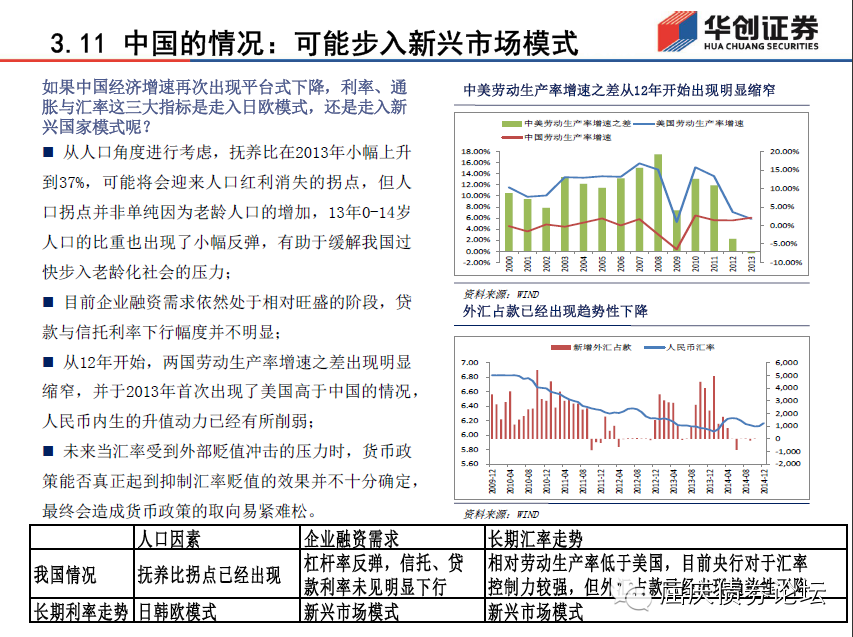 3.11 中国的情况：可能步入新兴市场模式
华创证券
HUA CHUANG SECURITIES
如果中国经济增速再次出现平台式下降，利率、通
胀与汇率这三大指标是走入日欧模式，还是走入新
兴国家模式呢？
■ 从人口角度进行考虑，抚养比在2013年小幅上升
到37%，可能将会迎来人口红利消失的拐点，但人
口拐点并非单纯因为老龄人口的增加，13年0-14岁
人口的比重也出现了小幅反弹，有助于缓解我国过
快步入老龄化社会的压力；
■ 目前企业融资需求依然处于相对旺盛的阶段，贷
款与信托利率下行幅度并不明显；
■ 从12年开始，两国劳动生产率增速之差出现明显
缩窄，并于2013年首次出现了美国高于中国的情况，
人民币内生的升值动力已经有所削弱；
■ 未来当汇率受到外部贬值冲击的压力时，货币政
策能否真正起到抑制汇率贬值的效果并不十分确定，
最终会造成货币政策的取向易紧难松。
中美劳动生产率增速之差从12年开始出现明显缩窄
中美劳动生产率增速之差 美国劳动生产率增速
中国劳动生产率增速
18.00% 20.00%
16.00% 15.00%
14.00% 10.00%
12.00% 5.00%
10.00% 0.00%
8.00% -5.00%
6.00% -10.00%
4.00%
2.00%
0.00%
-2.00%
2000 2001 2002 2003 2004 2005 2006 2007 2008 2009 2010 2011 2012 2013
资料来源：WIND
外汇占款已经出现趋势性下降
新增外汇占款 人民币汇率
7.00 6,000
6.80 5,000
6.60 4,000
6.40 3,000
6.20 2,000
6.00 1,000
5.80 0
5.60 -1,000
-2,000
2009-12 2010-04 2010-08 2010-12 2011-04 2011-08 2011-12 2012-04 2012-08 2012-12 2013-04 2013-08 2013-12 2014-04 2014-08 2014-12
资料来源：WIND
人口因素 企业融资需求 长期汇率走势
我国情况 抚养比拐点已经出现 杠杆率反弹，信托、贷
款利率未见明显下行
相对劳动生产率低于美国，目前央行对于汇率
控制力较强，但外汇占款已经出现趋势性下降
长期利率走势 日韩欧模式 新兴市场模式 新兴市场模式
屈庆债券论坛